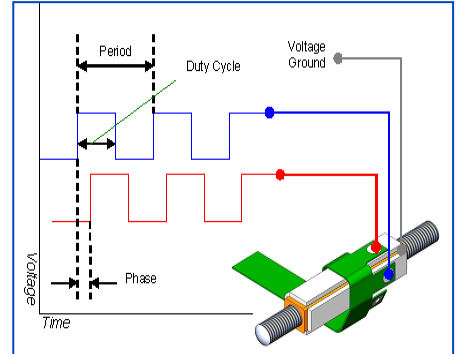 Period
Voltage
Ground
Duty Cycle
Phase
Voltage
Time